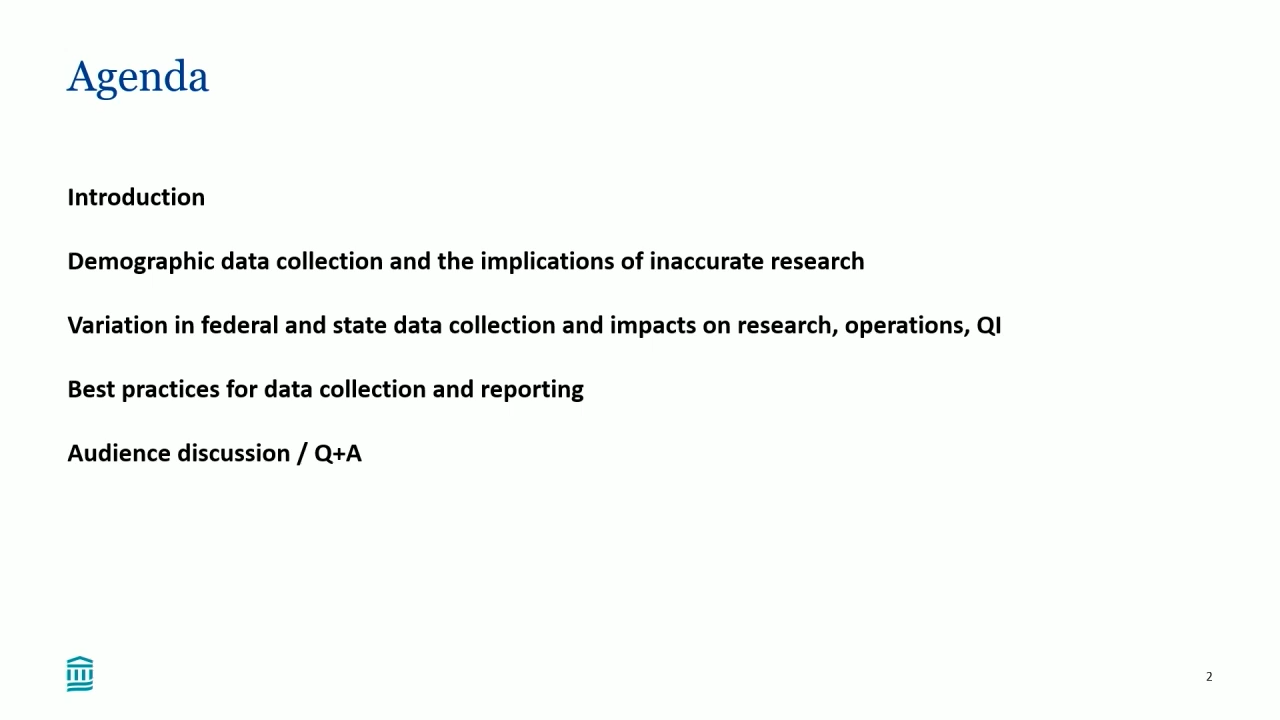 Agenda
Introduction
Demographic data collection and the implications of inaccurate research
Variation in federal and state data collection and impacts on research, operations, QI
Best practices for data collection and reporting
Audience discussion / Q+A
2